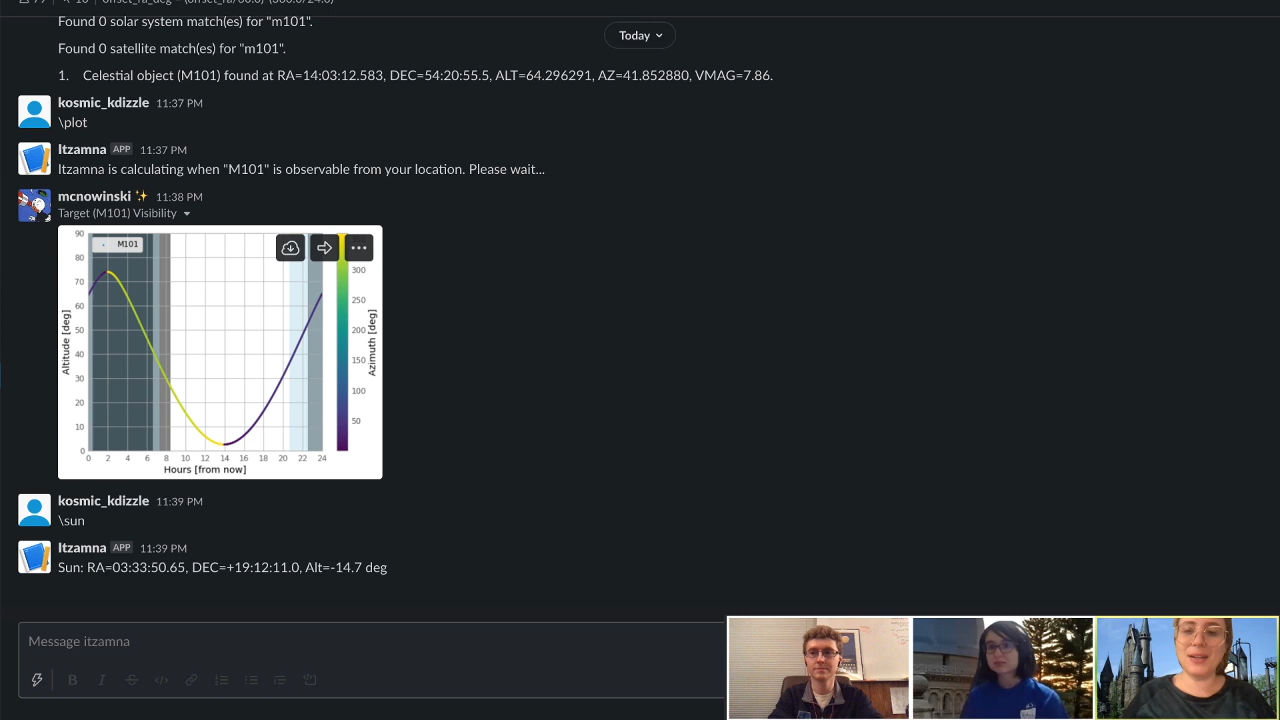 Found 0 solar system match(es) for "m101".
Today
Found 0 satellite match(es) for "m101".
1. Celestial object (M101) found at RA=14:03:12.583, DEC=54:20:55.5, ALT=64.296291, AZ=41.852880, VMAG=7.86.
kosmic_kdizzle 11:37 PM
\plot
Itzamna APP 11:37 PM
Itzamna is calculating when "M101" is observable from your location. Please wait...
mcnowinski 11:38 PM
Target (M101) Visibility
M101
90
80
70
60
50
40
30
20
10
0
Altitude [deg]
0 2 4 6 8 10 12 14 16 18 20 22 24
Hours [from now]
300
250
200
150
100
50
Azimuth [deg]
kosmic_kdizzle 11:39 PM
\sun
Itzamna APP 11:39 PM
Sun: RA=03:33:50.65, DEC=+19:12:11.0, Alt=-14.7 deg
Message itzamna